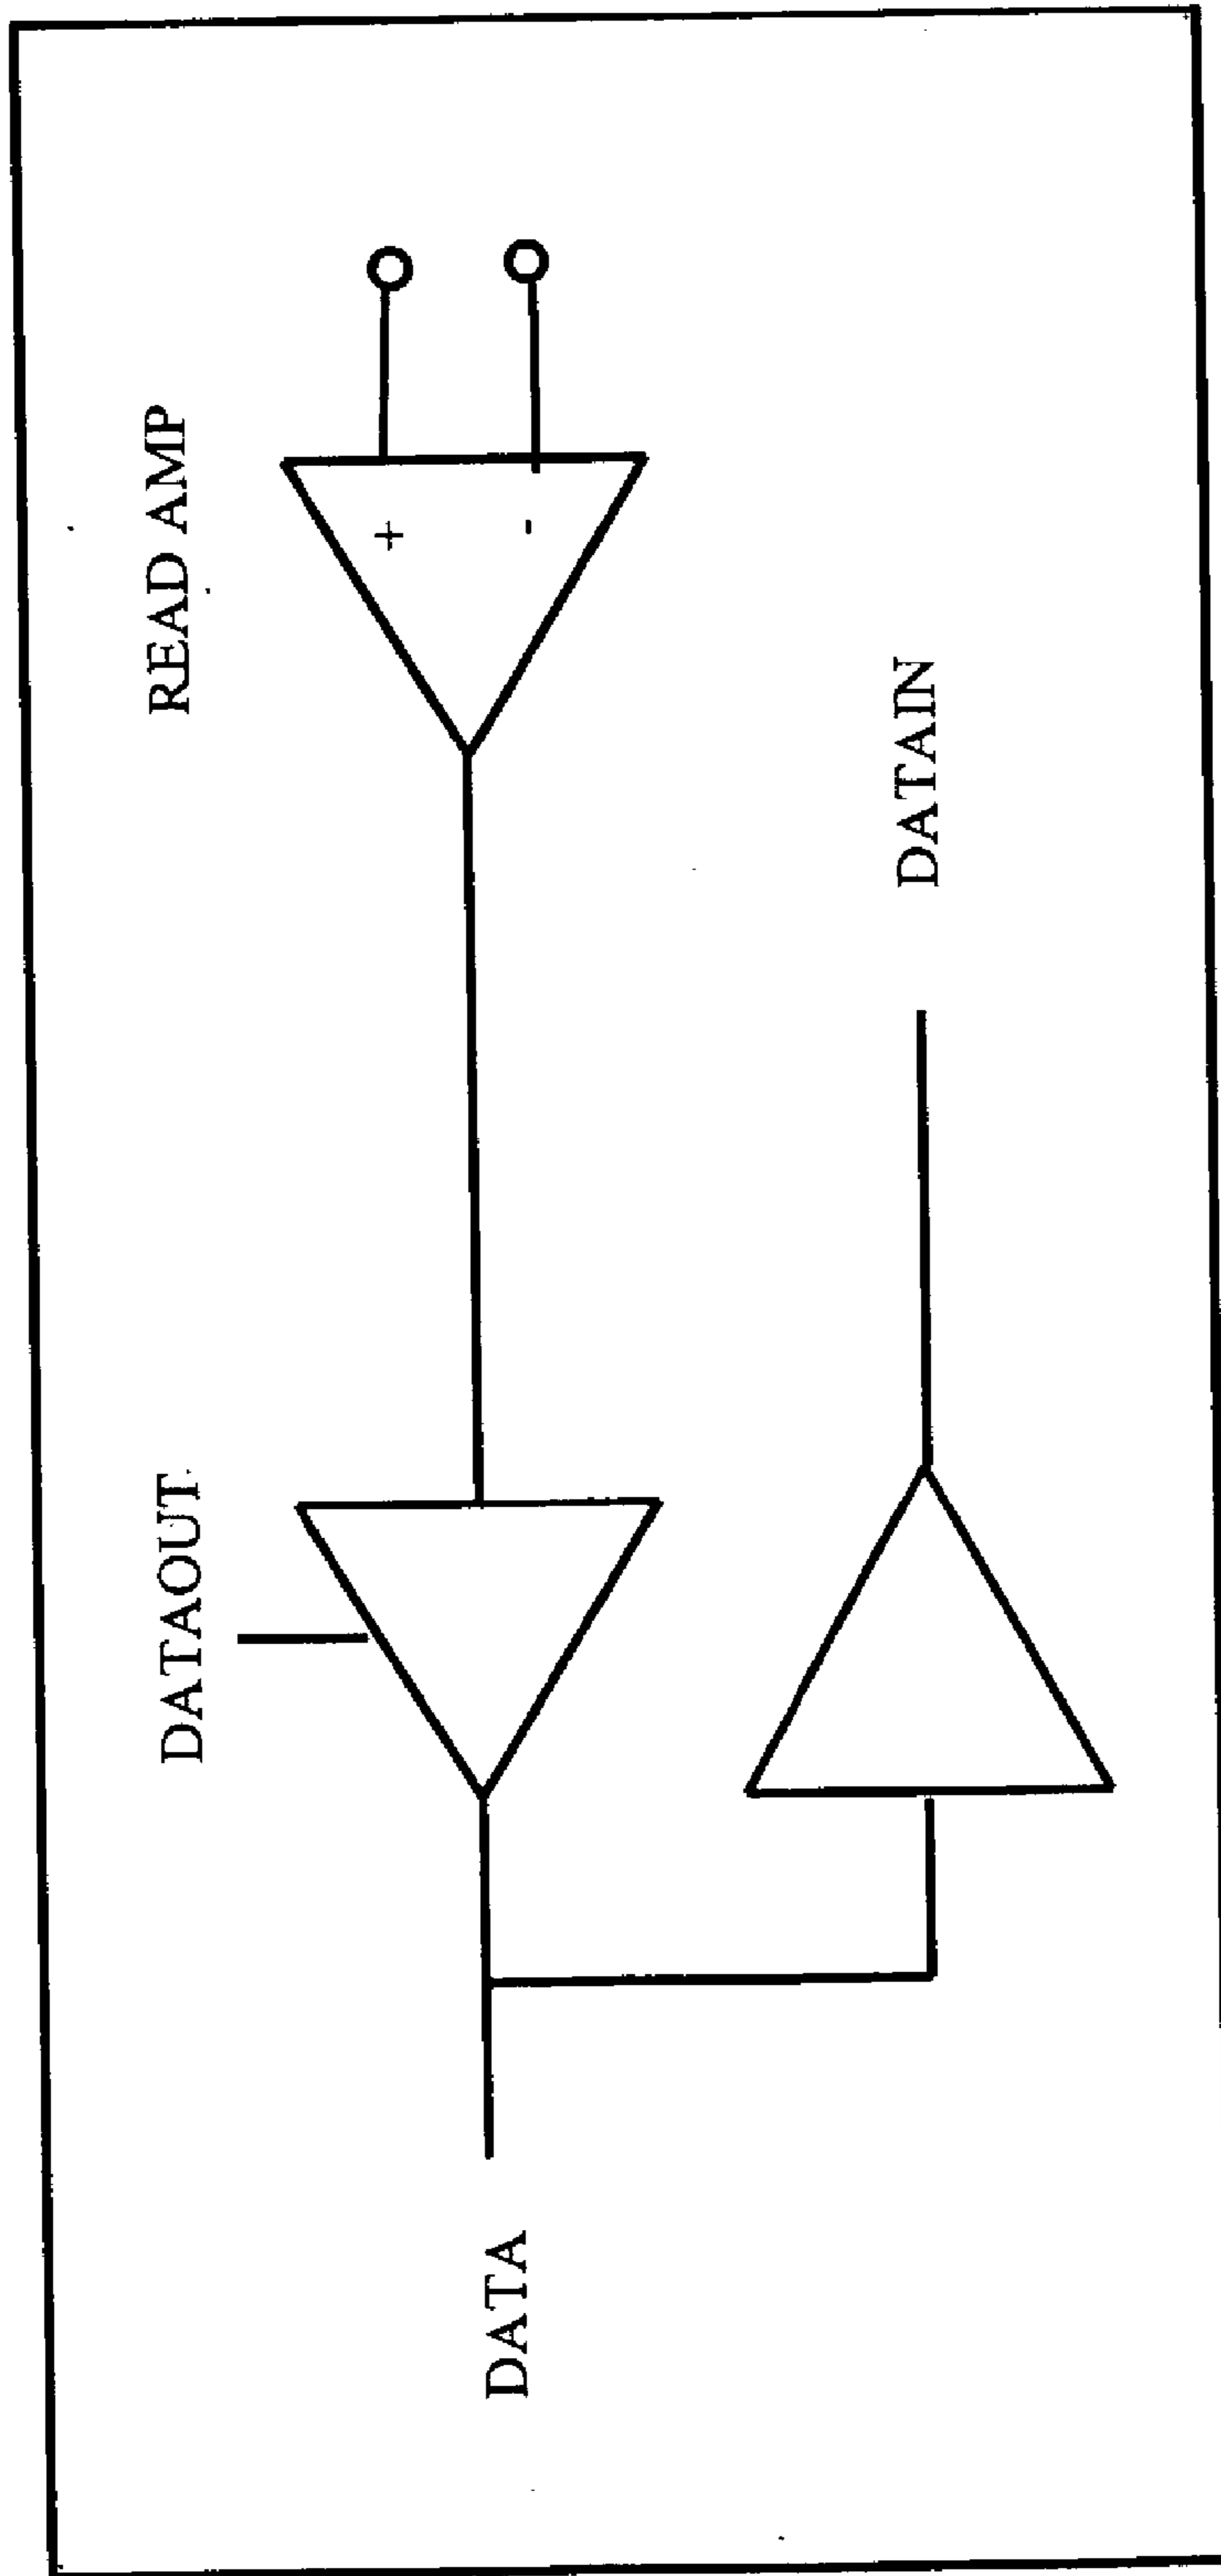 DATAOUT
READ AMP
+
-
DATA
DATAIN